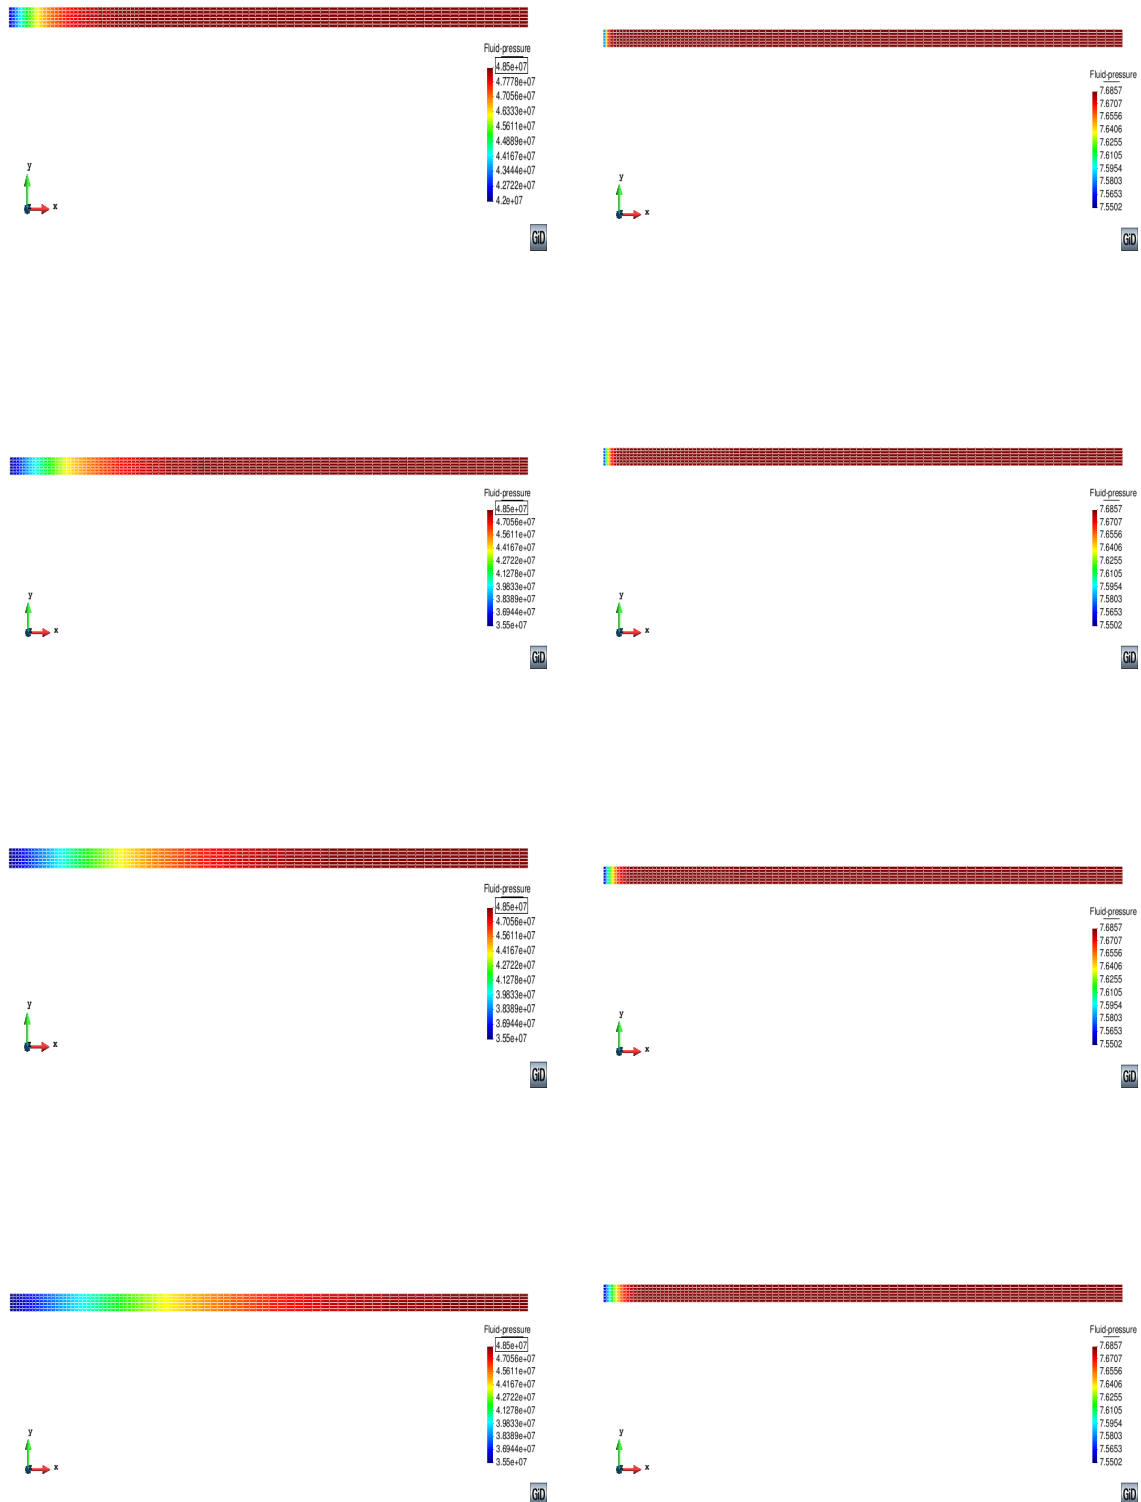 Fluid-pressure
4.85e+07
4.7778e+07
4.7056e+07
4.6333e+07
4.5611e+07
4.4889e+07
4.4167e+07
4.3444e+07
4.2722e+07
4.2e+07
y
x
GiD
Fluid-pressure
7.6857
7.6707
7.6556
7.6406
7.6255
7.6105
7.5954
7.5803
7.5653
7.5502
y
x
GiD
Fluid-pressure
4.85e+07
4.7056e+07
4.5611e+07
4.4167e+07
4.2722e+07
4.1278e+07
3.9833e+07
3.8389e+07
3.6944e+07
3.55e+07
y
x
GiD
Fluid-pressure
7.6857
7.6707
7.6556
7.6406
7.6255
7.6105
7.5954
7.5803
7.5653
7.5502
y
x
GiD
Fluid-pressure
4.85e+07
4.7056e+07
4.5611e+07
4.4167e+07
4.2722e+07
4.1278e+07
3.9833e+07
3.8389e+07
3.6944e+07
3.55e+07
y
x
GiD
Fluid-pressure
7.6857
7.6707
7.6556
7.6406
7.6255
7.6105
7.5954
7.5803
7.5653
7.5502
y
x
GiD
Fluid-pressure
4.85e+07
4.7056e+07
4.5611e+07
4.4167e+07
4.2722e+07
4.1278e+07
3.9833e+07
3.8389e+07
3.6944e+07
3.55e+07
y
x
GiD
Fluid-pressure
7.6857
7.6707
7.6556
7.6406
7.6255
7.6105
7.5954
7.5803
7.5653
7.5502
y
x
GiD